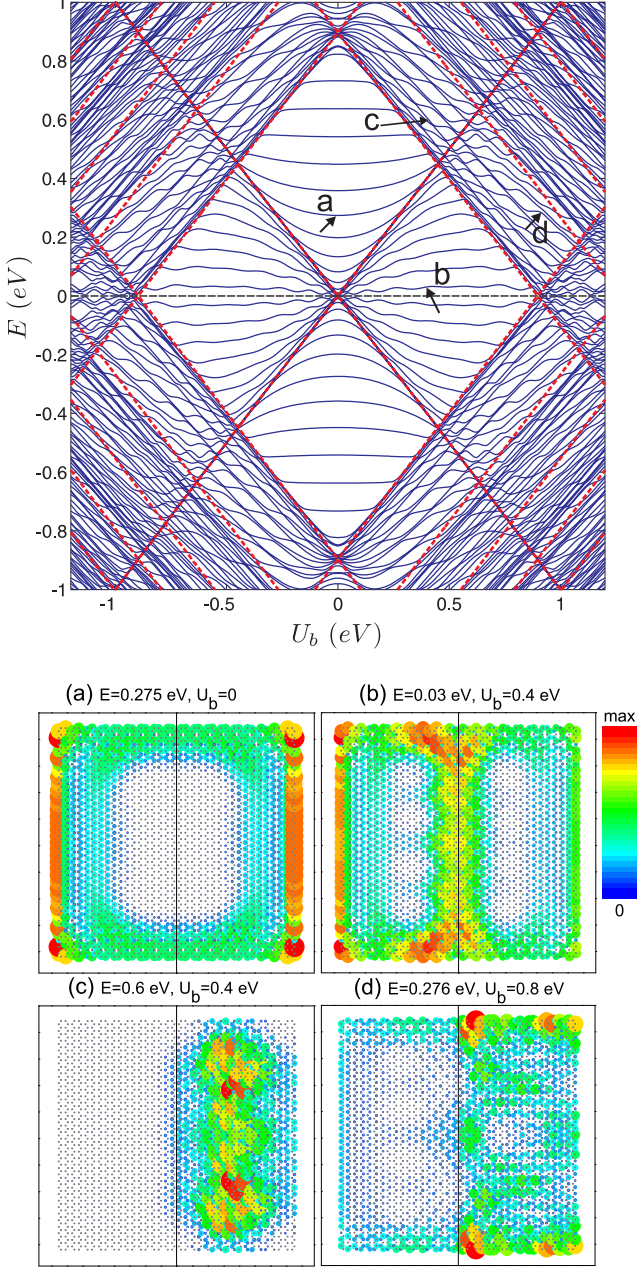 1
0.8
0.6
0.4
0.2
0
-0.2
-0.4
-0.6
-0.8
-1
E (eV)
c
a
d
b
-1 -0.5 0 0.5 1
U_b (eV)
(a) E=0.275 eV, U_b=0
(b) E=0.03 eV, U_b=0.4 eV
max
0
(c) E=0.6 eV, U_b=0.4 eV
(d) E=0.276 eV, U_b=0.8 eV